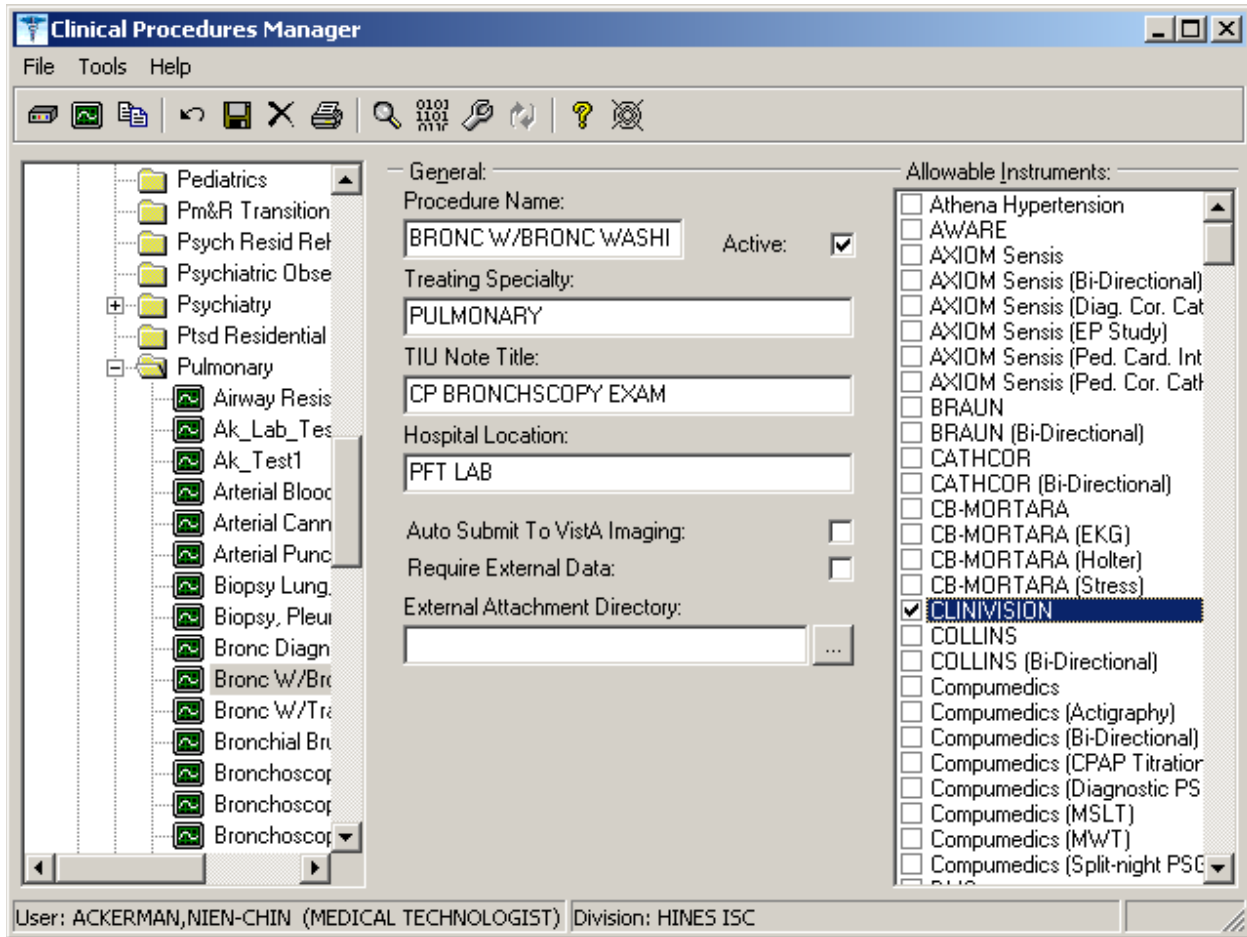 Clinical Procedures Manager
File Tools Help
Pediatrics
Pm&R Transition
Psych Resid Reh
Psychiatric Obse
Psychiatry
Ptsd Residential
Pulmonary
Airway Resis
Ak_Lab_Tes
Ak_Test1
Arterial Blood
Arterial Cann
Arterial Punc
Biopsy Lung,
Biopsy, Pleur
Bronc Diagn
Bronc W/Bro
Bronc W/Tra
Bronchial Bru
Bronchoscop
Bronchoscop
Bronchoscop
General:
Procedure Name:
BRONC W/BRONC WASHI
Active:
Treating Specialty:
PULMONARY
TIU Note Title:
CP BRONCHSCOPY EXAM
Hospital Location:
PFT LAB
Auto Submit To VistA Imaging:
Require External Data:
External Attachment Directory:
...
Allowable Instruments:
Athena Hypertension
AWARE
AXIOM Sensis
AXIOM Sensis (Bi-Directional)
AXIOM Sensis (Diag. Cor. Cat
AXIOM Sensis (EP Study)
AXIOM Sensis (Ped. Card. Int
AXIOM Sensis (Ped. Cor. Cath
BRAUN
BRAUN (Bi-Directional)
CATHCOR
CATHCOR (Bi-Directional)
CB-MORTARA
CB-MORTARA (EKG)
CB-MORTARA (Holter)
CB-MORTARA (Stress)
CLINIVISION
COLLINS
COLLINS (Bi-Directional)
Compumedics
Compumedics (Actigraphy)
Compumedics (Bi-Directional)
Compumedics (CPAP Titration
Compumedics (Diagnostic PS
Compumedics (MSLT)
Compumedics (MWT)
Compumedics (Split-night PSG
User: ACKERMAN,NIEN-CHIN (MEDICAL TECHNOLOGIST) Division: HINES ISC